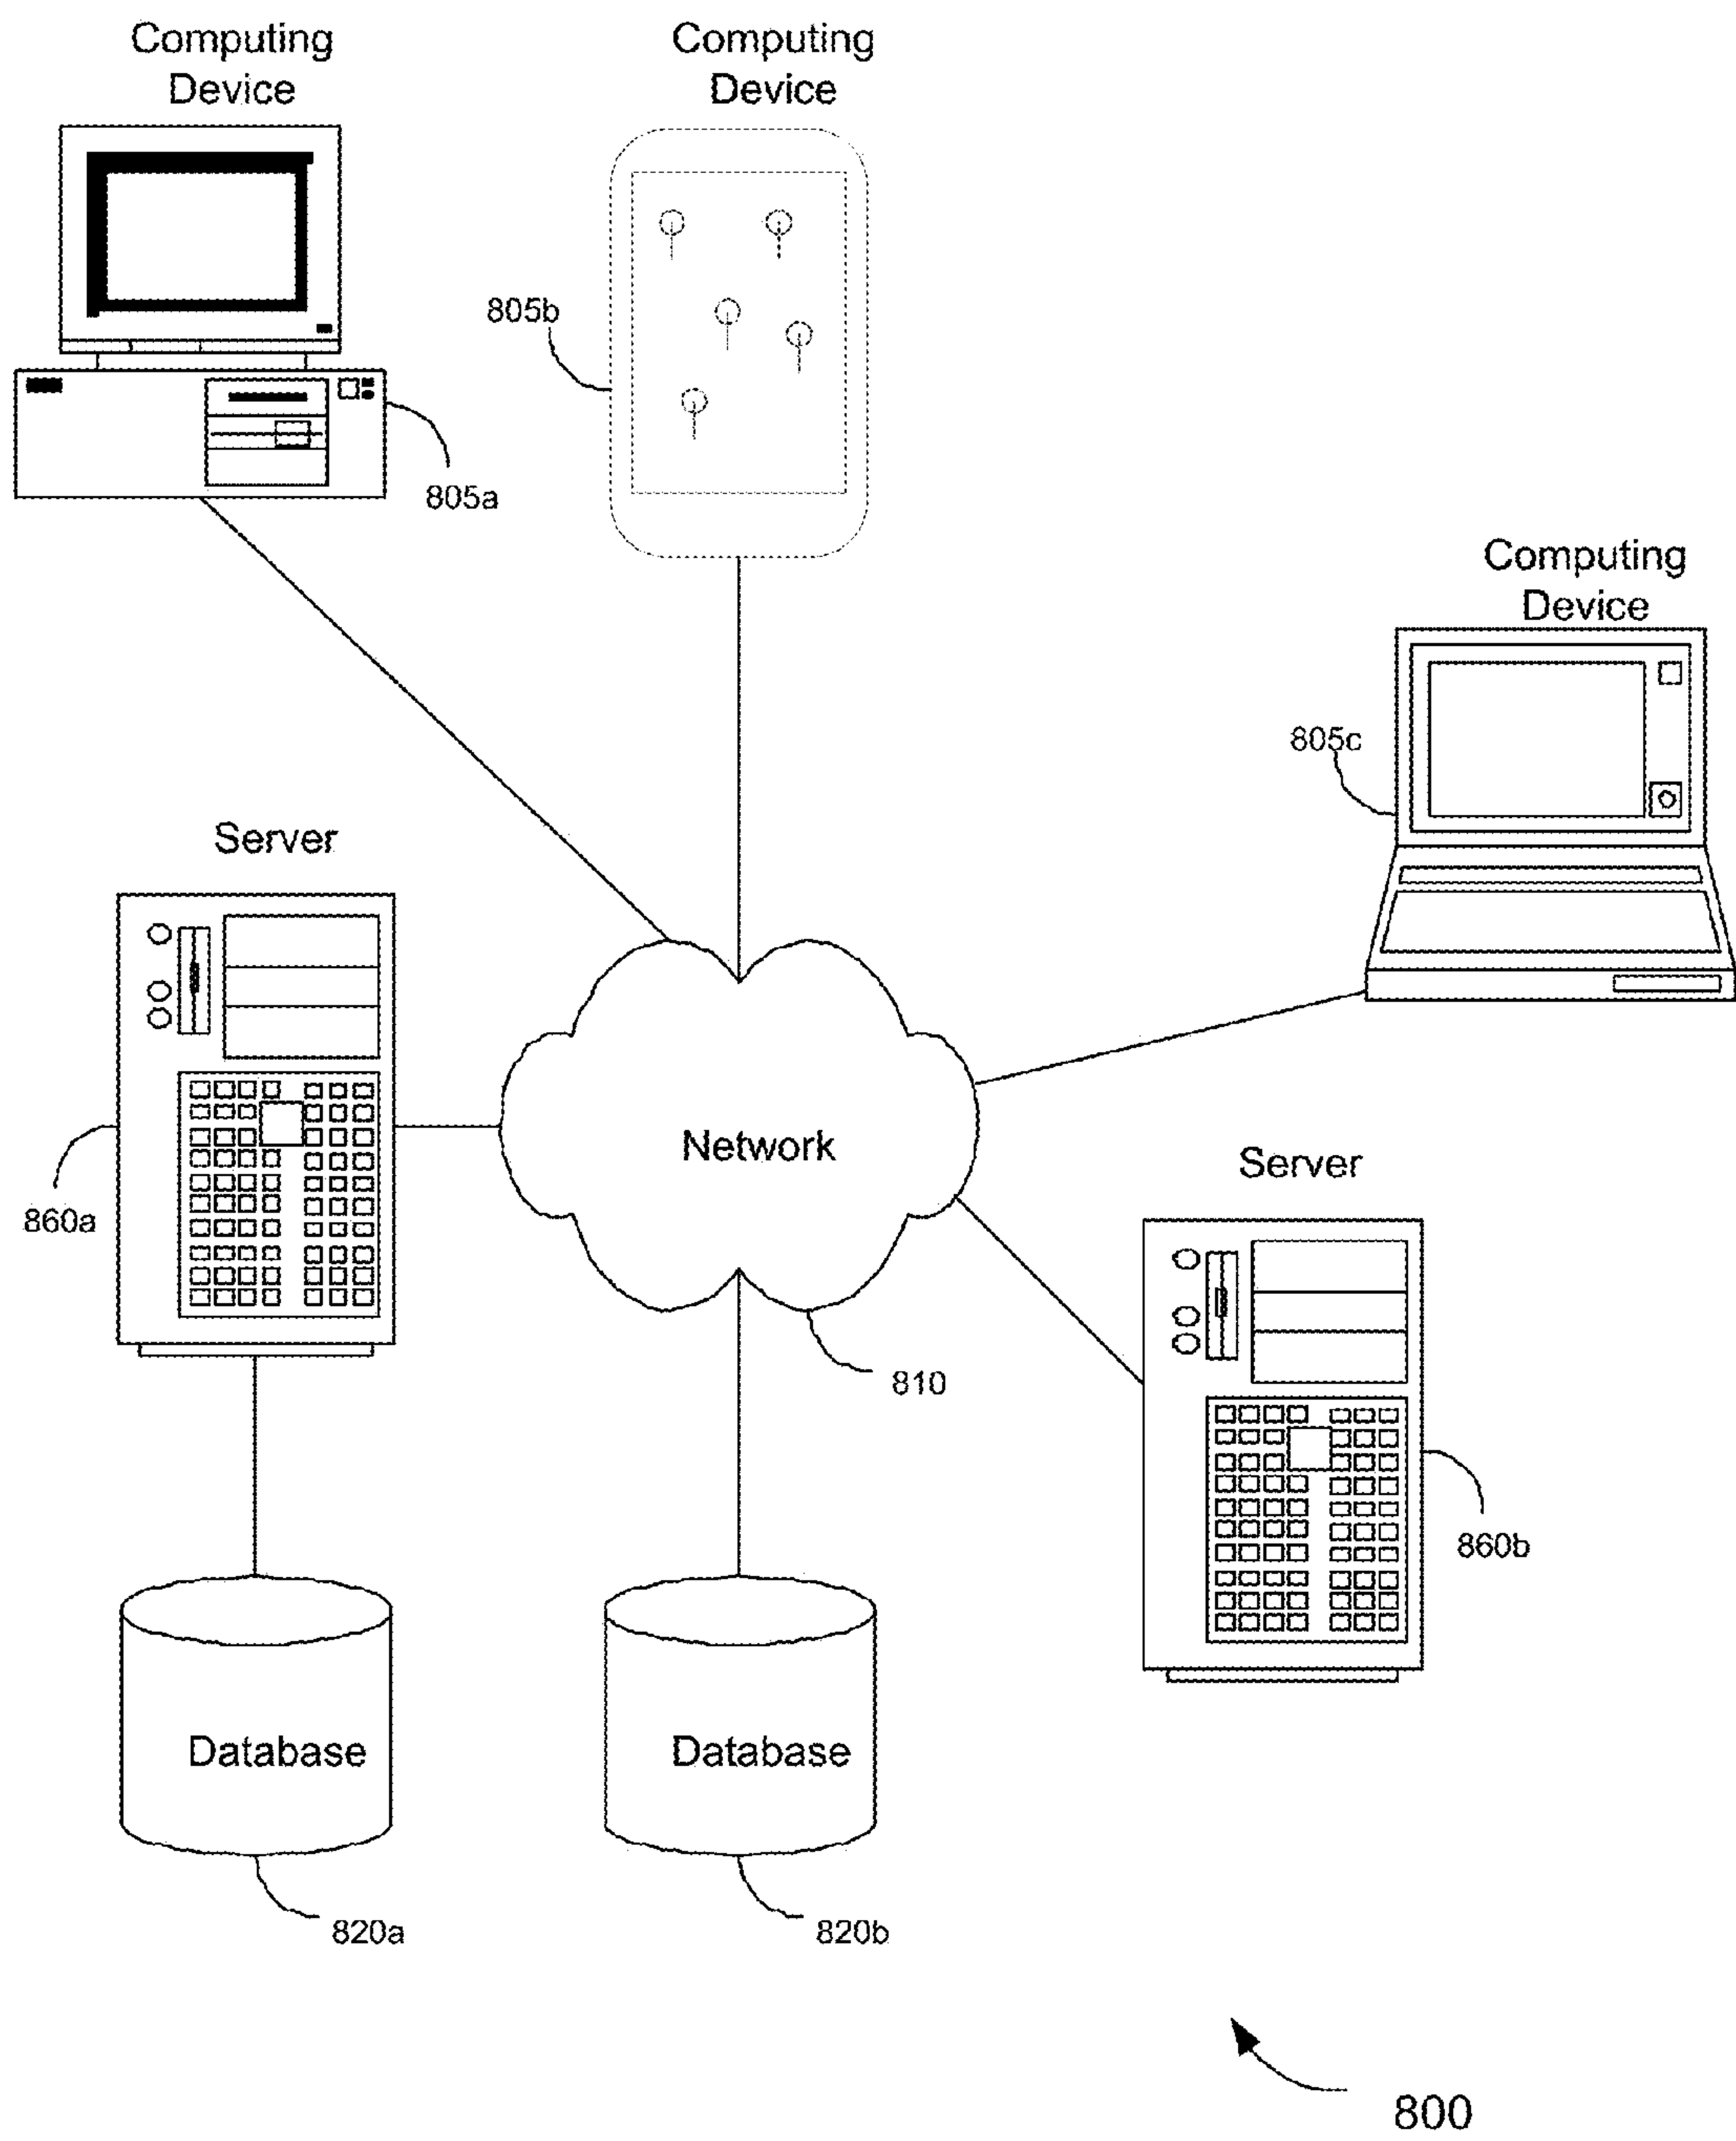 Computing
Device
Computing
Device
805b
805a
Computing
Device
805c
Server
Network
860a
Server
810
860b
Database
Database
820a
820b
800